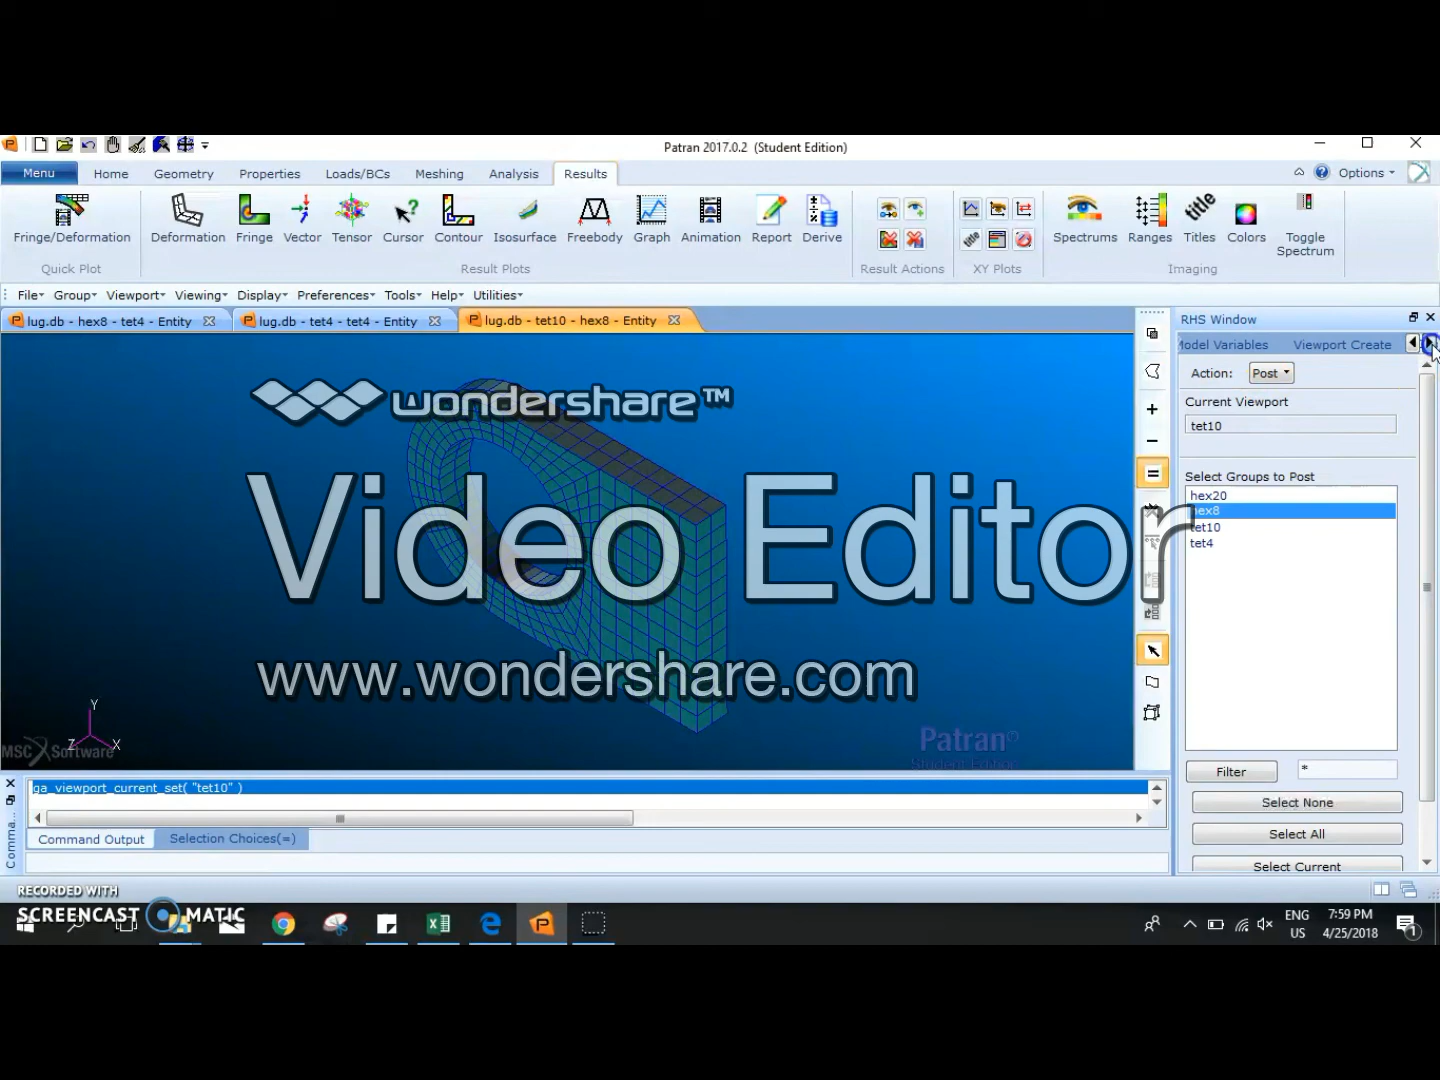 Patran 2017.0.2 (Student Edition)
Menu Home Geometry Properties Loads/BCs Meshing Analysis Results Options
Fringe/Deformation Deformation Fringe Vector Tensor Cursor Contour Isosurface Freebody Graph Animation Report Derive Spectrums Ranges Titles Colors Toggle Spectrum
Quick Plot Result Plots Result Actions XY Plots Imaging
File Group Viewport Viewing Display Preferences Tools Help Utilities
lug.db - hex8 - tet4 - Entity lug.db - tet4 - tet4 - Entity lug.db - tet10 - hex8 - Entity
RHS Window
Model Variables Viewport Create
Action: Post
Current Viewport
tet10
Select Groups to Post
hex20
hex8
tet10
tet4
Filter *
Select None
Select All
Select Current
wondershare™
Video Editor
www.wondershare.com
Y
Z X
MSC Software
Patran
Student Edition
ga_viewport_current_set( "tet10" )
Command Output Selection Choices(=)
Comma...
RECORDED WITH
SCREENCAST MATIC
ENG
US
7:59 PM
4/25/2018
1